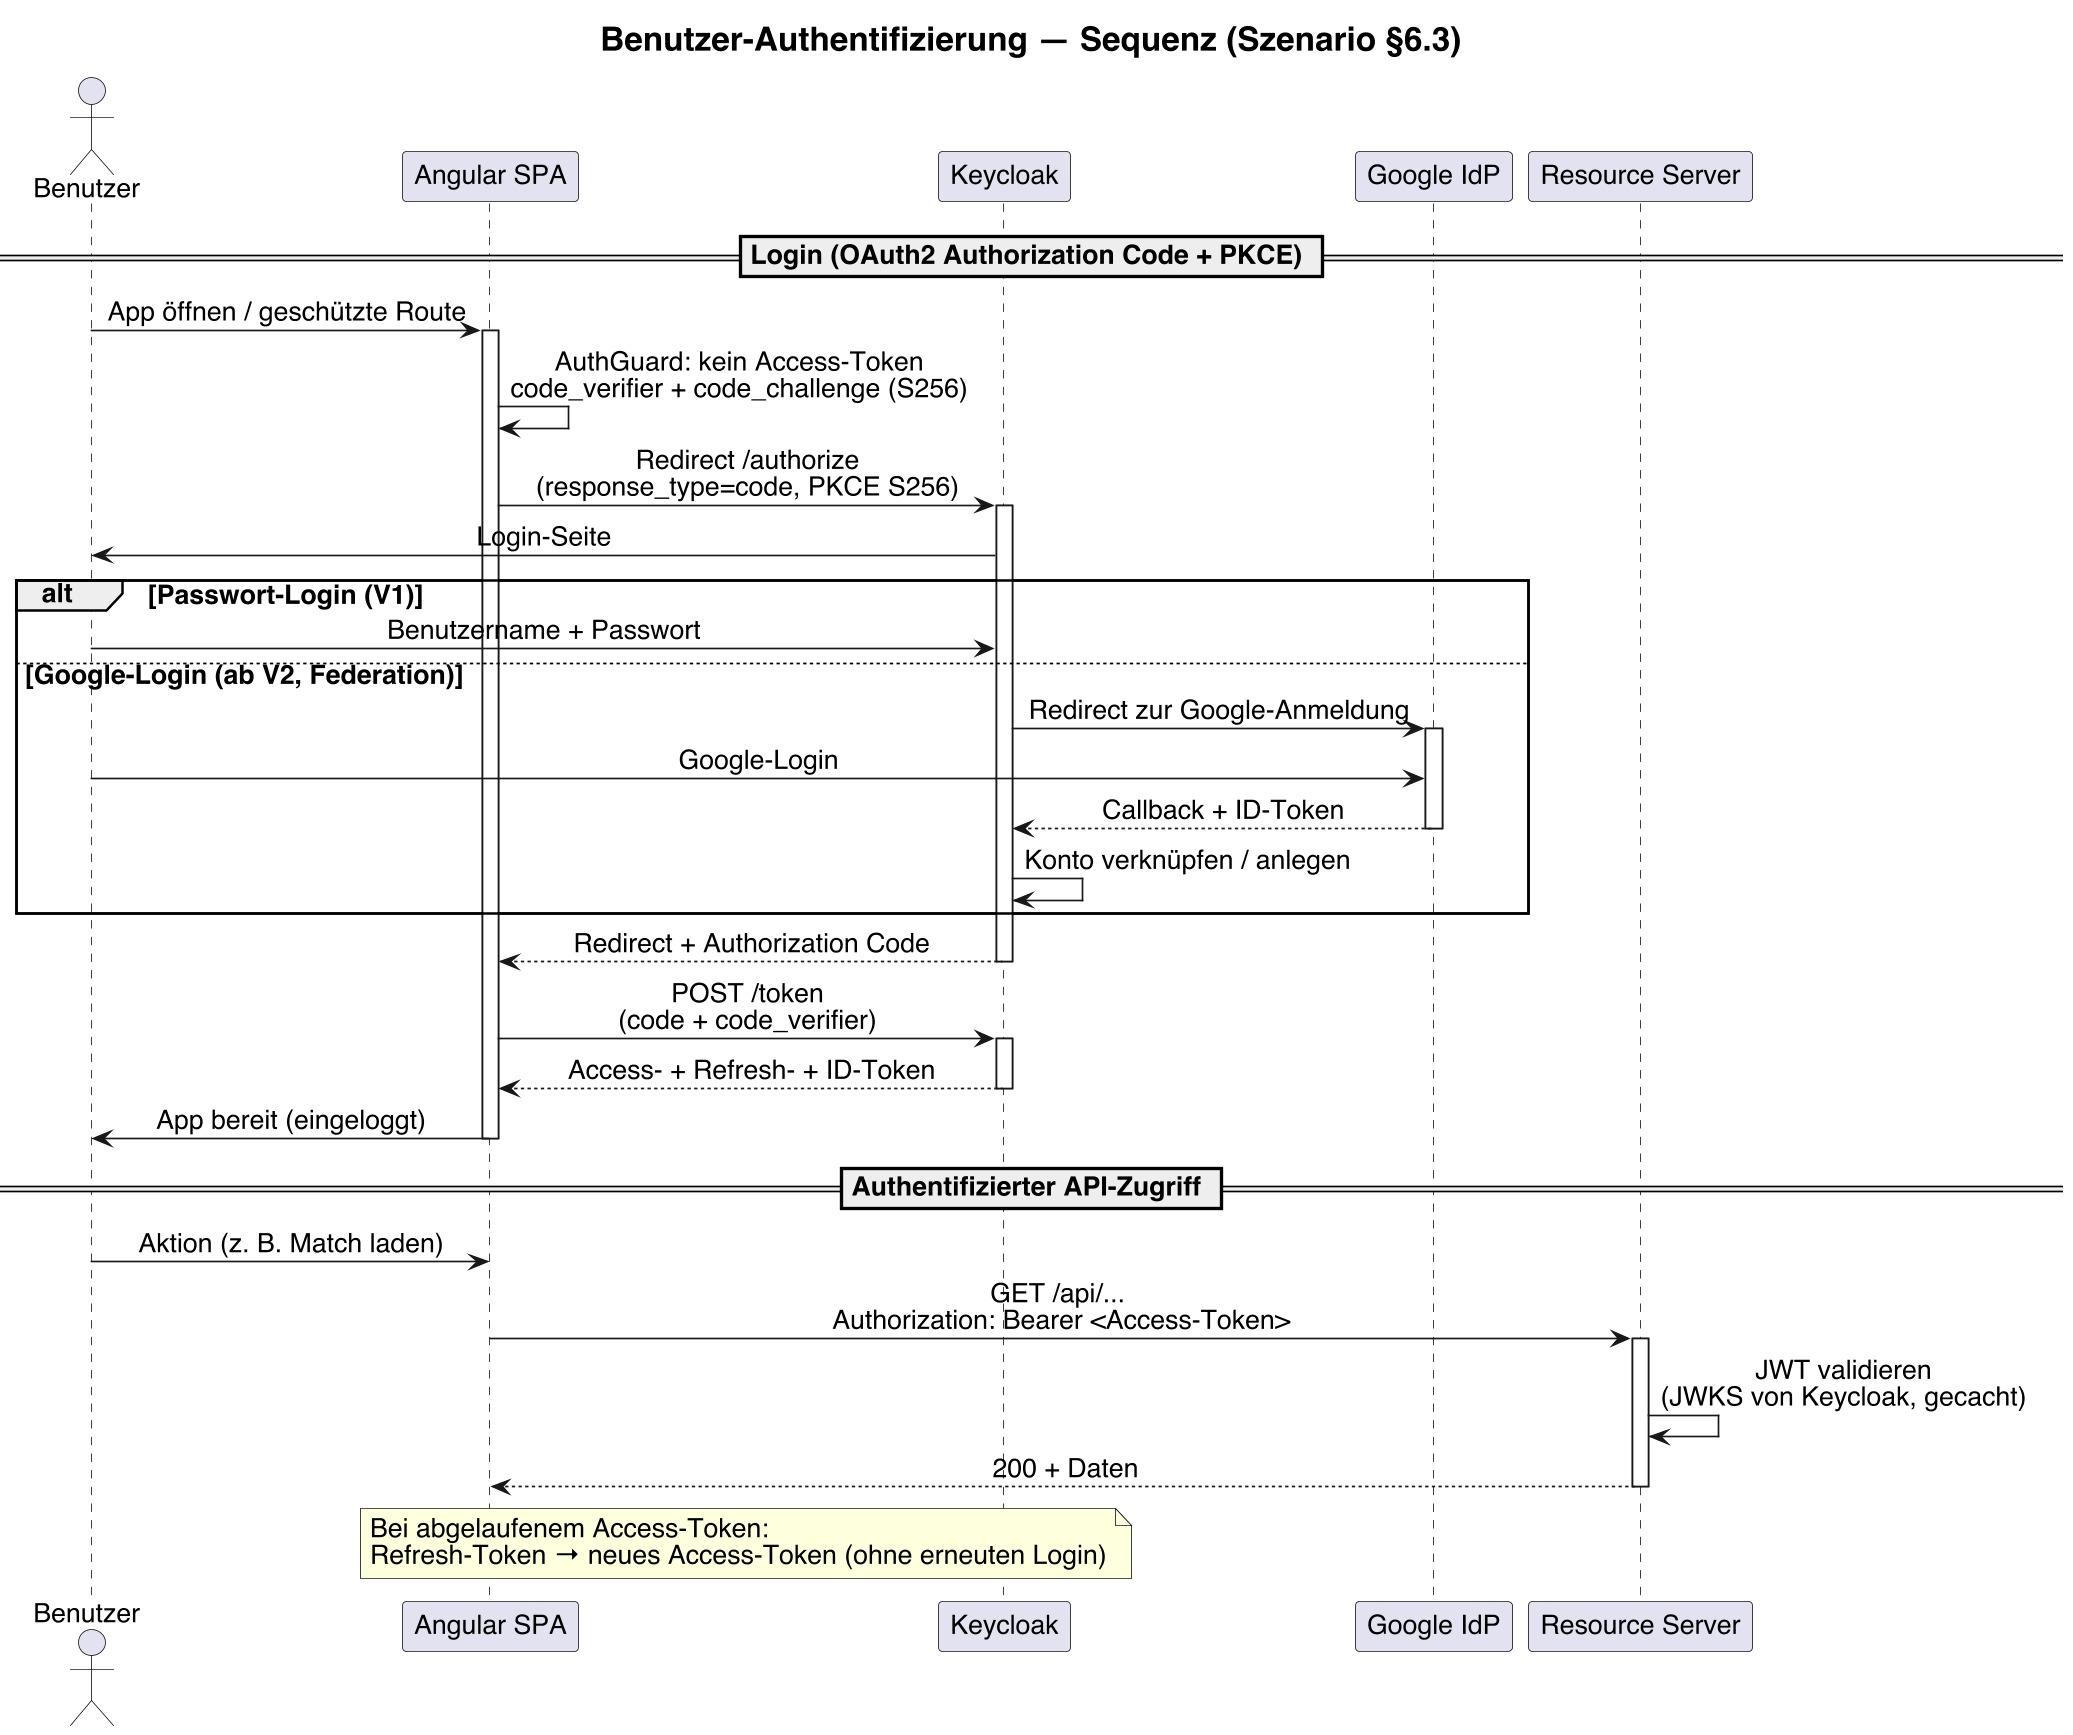 Benutzer-Authentifizierung — Sequenz (Szenario §6.3)
Benutzer
Angular SPA
Keycloak
Google IdP
Resource Server
Login (OAuth2 Authorization Code + PKCE)
App öffnen / geschützte Route
AuthGuard: kein Access-Token
code_verifier + code_challenge (S256)
Redirect /authorize
(response_type=code, PKCE S256)
Login-Seite
alt
[Passwort-Login (V1)]
Benutzername + Passwort
[Google-Login (ab V2, Federation)]
Redirect zur Google-Anmeldung
Google-Login
Callback + ID-Token
Konto verknüpfen / anlegen
Redirect + Authorization Code
POST /token
(code + code_verifier)
Access- + Refresh- + ID-Token
App bereit (eingeloggt)
Authentifizierter API-Zugriff
Aktion (z. B. Match laden)
GET /api/...
Authorization: Bearer <Access-Token>
JWT validieren
(JWKS von Keycloak, gecacht)
200 + Daten
Bei abgelaufenem Access-Token:
Refresh-Token → neues Access-Token (ohne erneuten Login)
Benutzer
Angular SPA
Keycloak
Google IdP
Resource Server